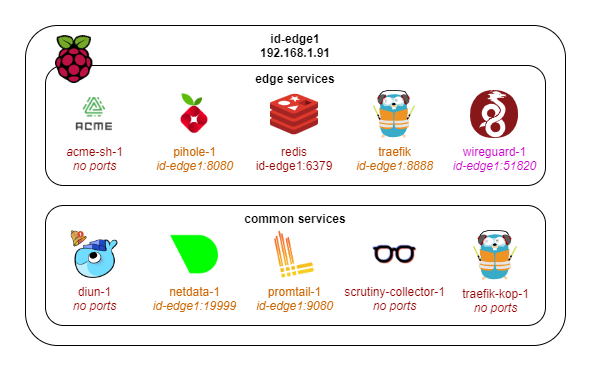 id-edge1
192.168.1.91
edge services
ACME
acme-sh-1
no ports
pihole-1
id-edge1:8080
redis
id-edge1:6379
traefik
id-edge1:8888
wireguard-1
id-edge1:51820
common services
diun-1
no ports
netdata-1
id-edge1:19999
promtail-1
id-edge1:9080
scrutiny-collector-1
no ports
traefik-kop-1
no ports